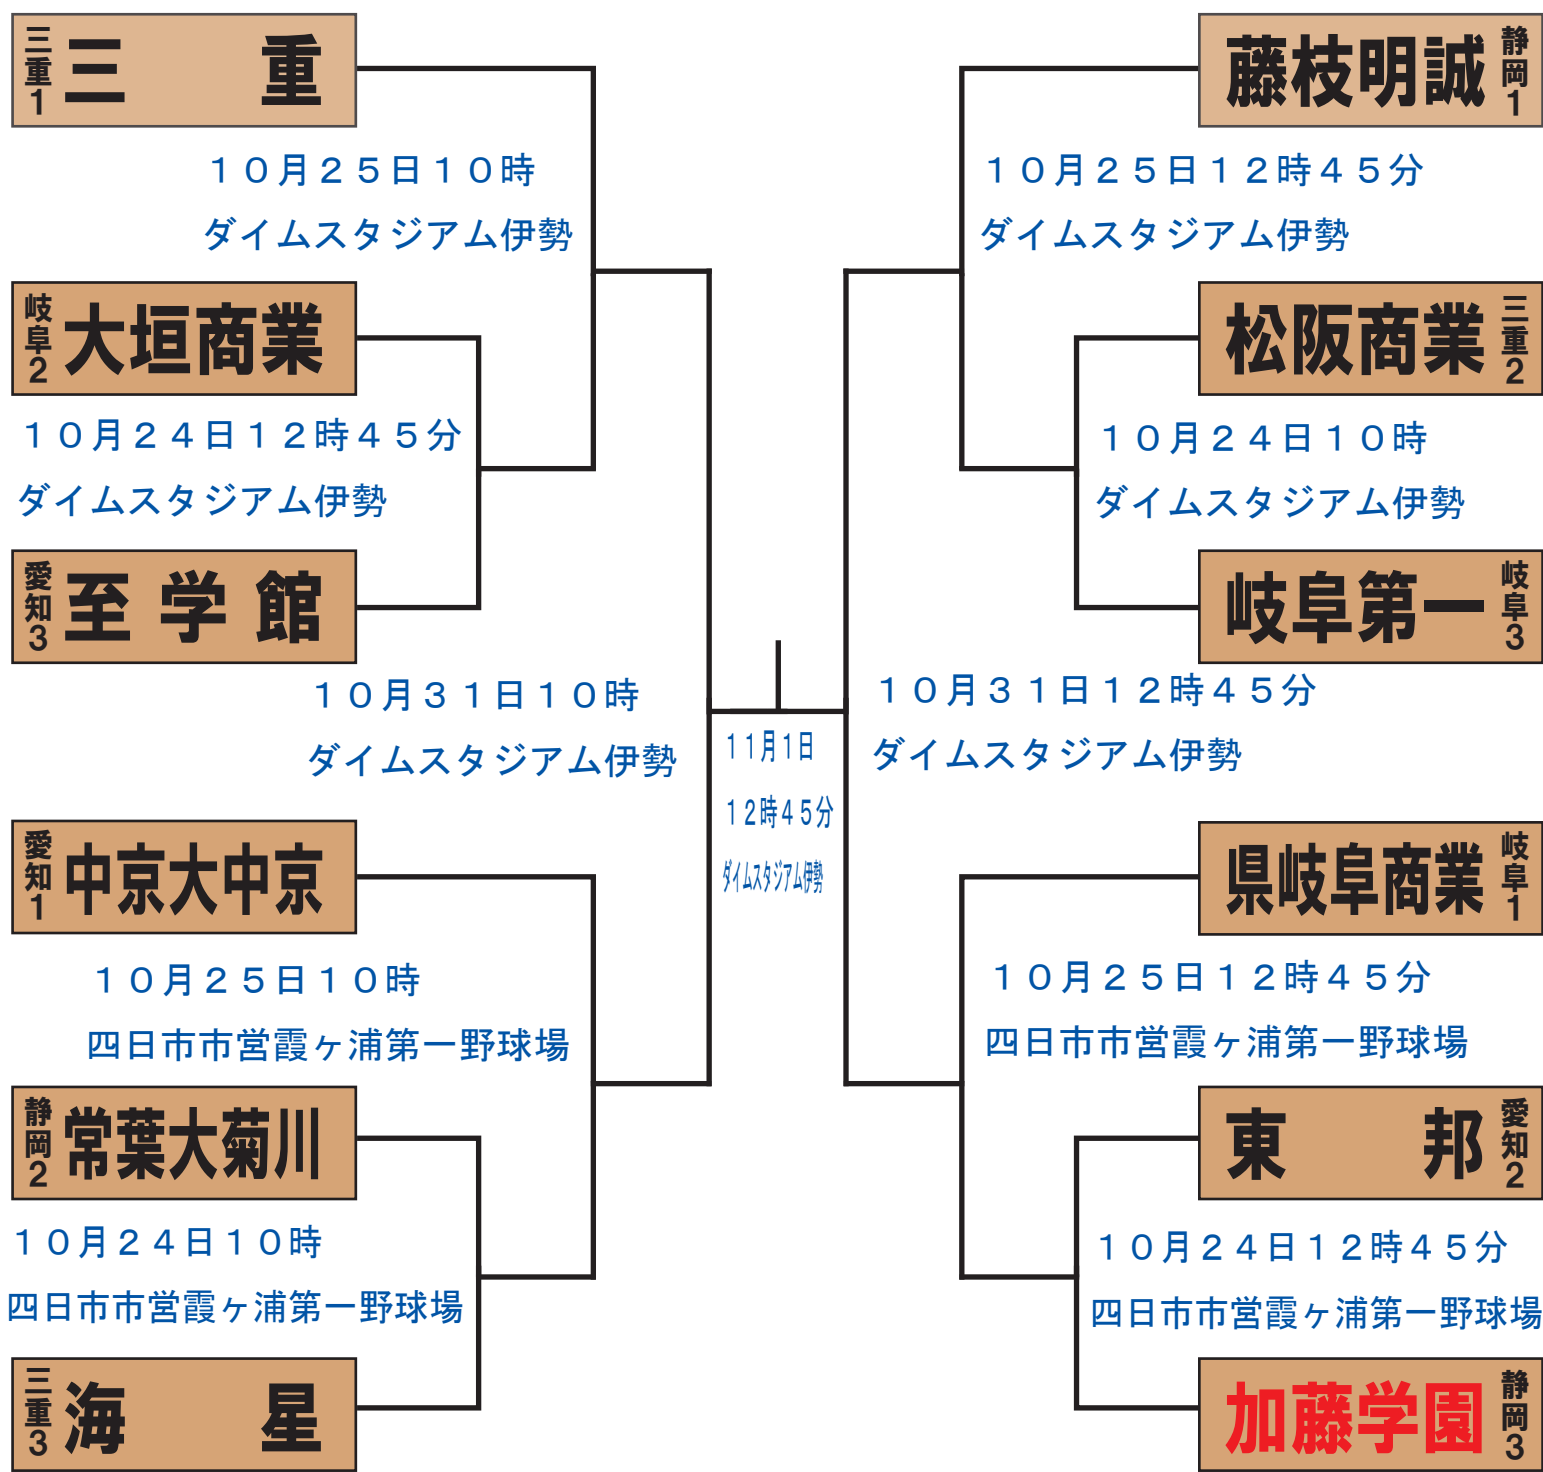 三重1
三重
１０月２５日１０時
ダイムスタジアム伊勢
岐阜2
大垣商業
１０月２４日１２時４５分
ダイムスタジアム伊勢
愛知3
至学館
１０月３１日１０時
ダイムスタジアム伊勢
愛知1
中京大中京
１０月２５日１０時
四日市市営霞ヶ浦第一野球場
静岡2
常葉大菊川
１０月２４日１０時
四日市市営霞ヶ浦第一野球場
三重3
海星
１１月１日
１２時４５分
ダイムスタジアム伊勢
藤枝明誠
静岡1
１０月２５日１２時４５分
ダイムスタジアム伊勢
松阪商業
三重2
１０月２４日１０時
ダイムスタジアム伊勢
岐阜第一
岐阜3
１０月３１日１２時４５分
ダイムスタジアム伊勢
県岐阜商業
岐阜1
１０月２５日１２時４５分
四日市市営霞ヶ浦第一野球場
東邦
愛知2
１０月２４日１２時４５分
四日市市営霞ヶ浦第一野球場
加藤学園
静岡3